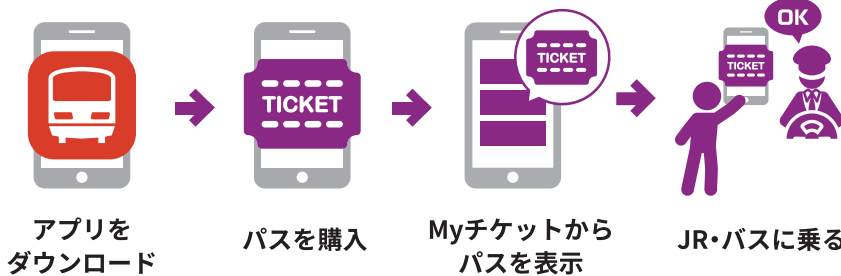 アプリを
ダウンロード
TICKET
パスを購入
TICKET
Myチケットから
パスを表示
OK
TICKET
JR・バスに乗る